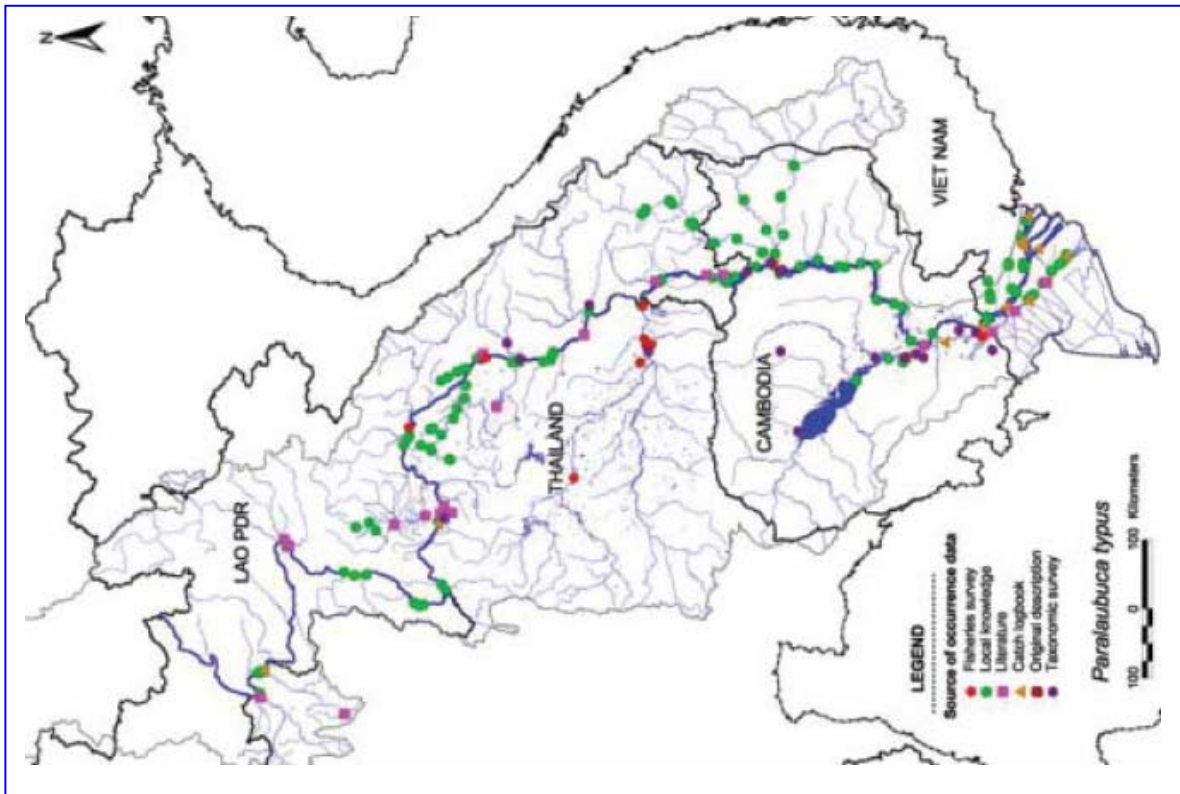 N
LAO PDR
THAILAND
CAMBODIA
VIET NAM
LEGEND
Source of occurrence data
Fisheries survey
Local knowledge
Literature
Catch logbook
Original description
Taxonomic survey
Paralaubuca typus
100 0 100 Kilometers